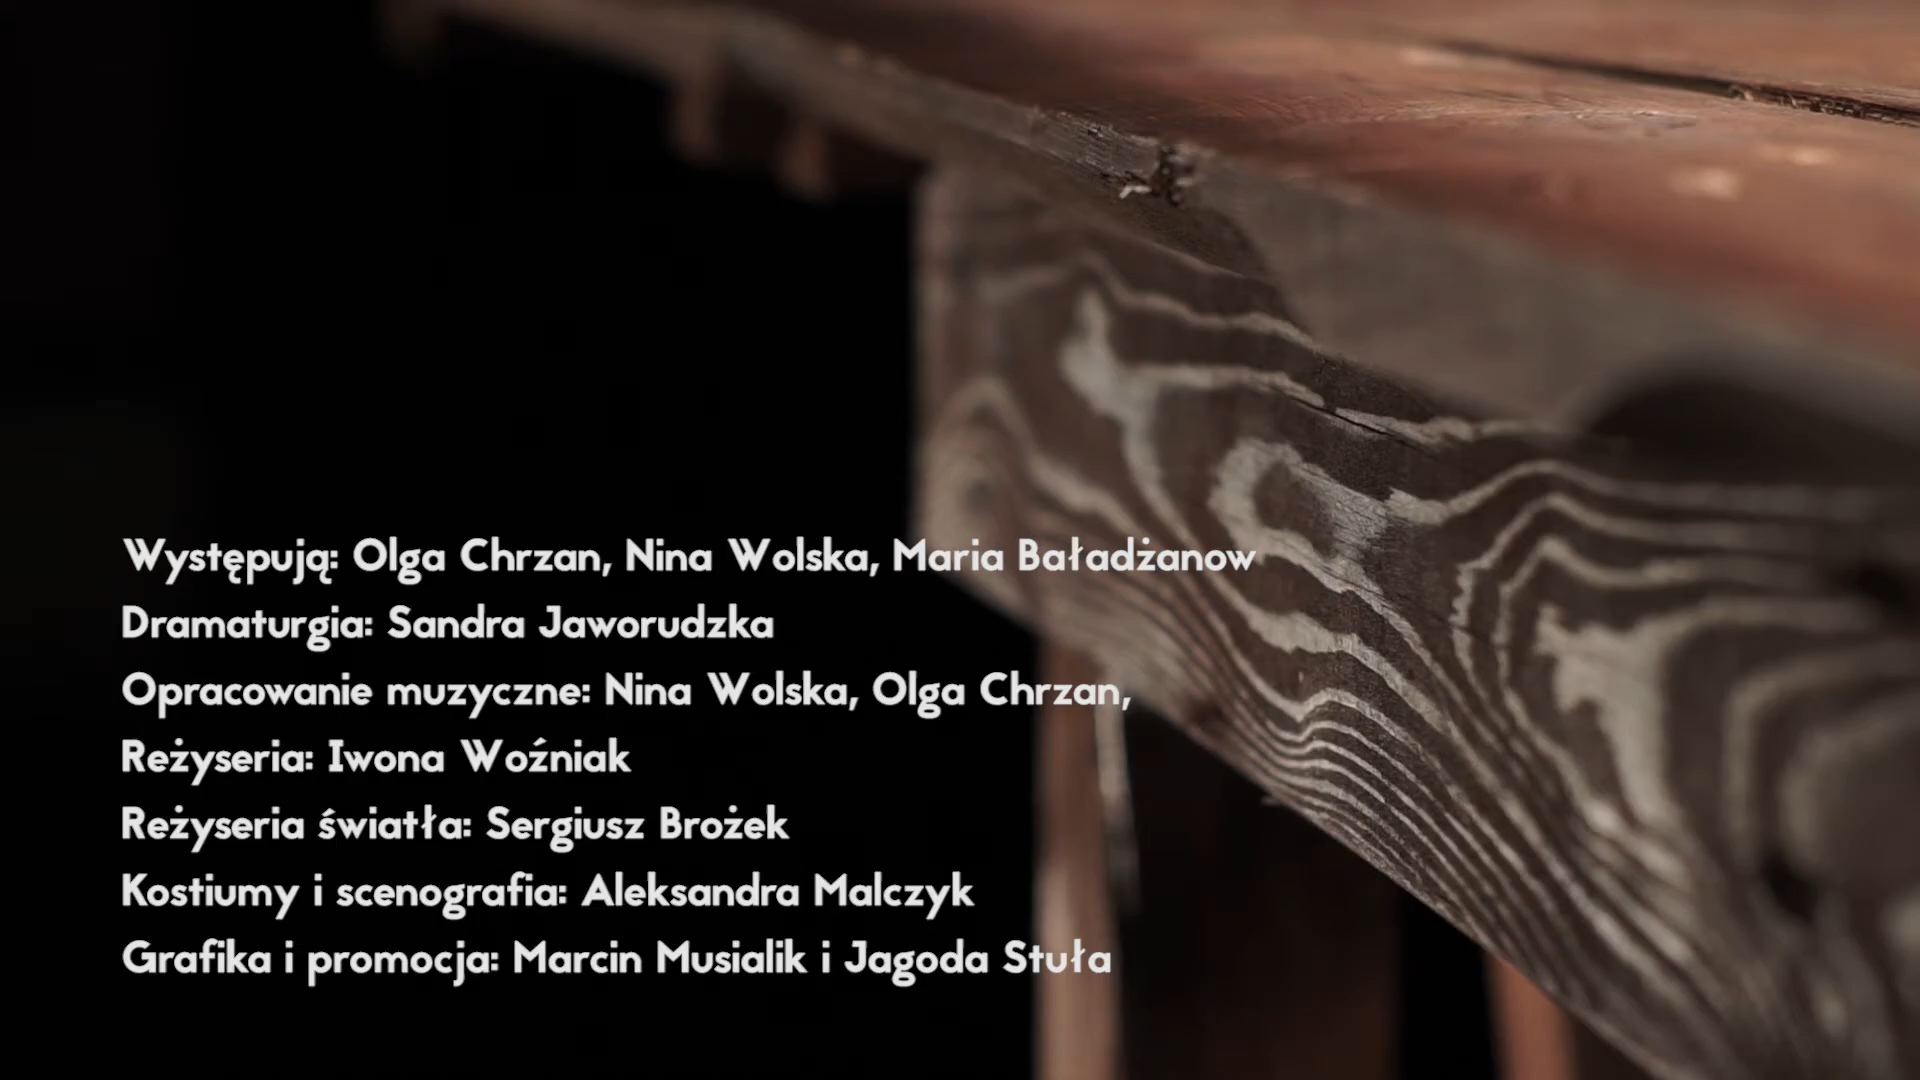 Występują: Olga Chrzan, Nina Wolska, Maria Baładżanow
Dramaturgia: Sandra Jaworudzka
Opracowanie muzyczne: Nina Wolska, Olga Chrzan,
Reżyseria: Iwona Woźniak
Reżyseria światła: Sergiusz Brożek
Kostiumy i scenografia: Aleksandra Malczyk
Grafika i promocja: Marcin Musialik i Jagoda Stuła